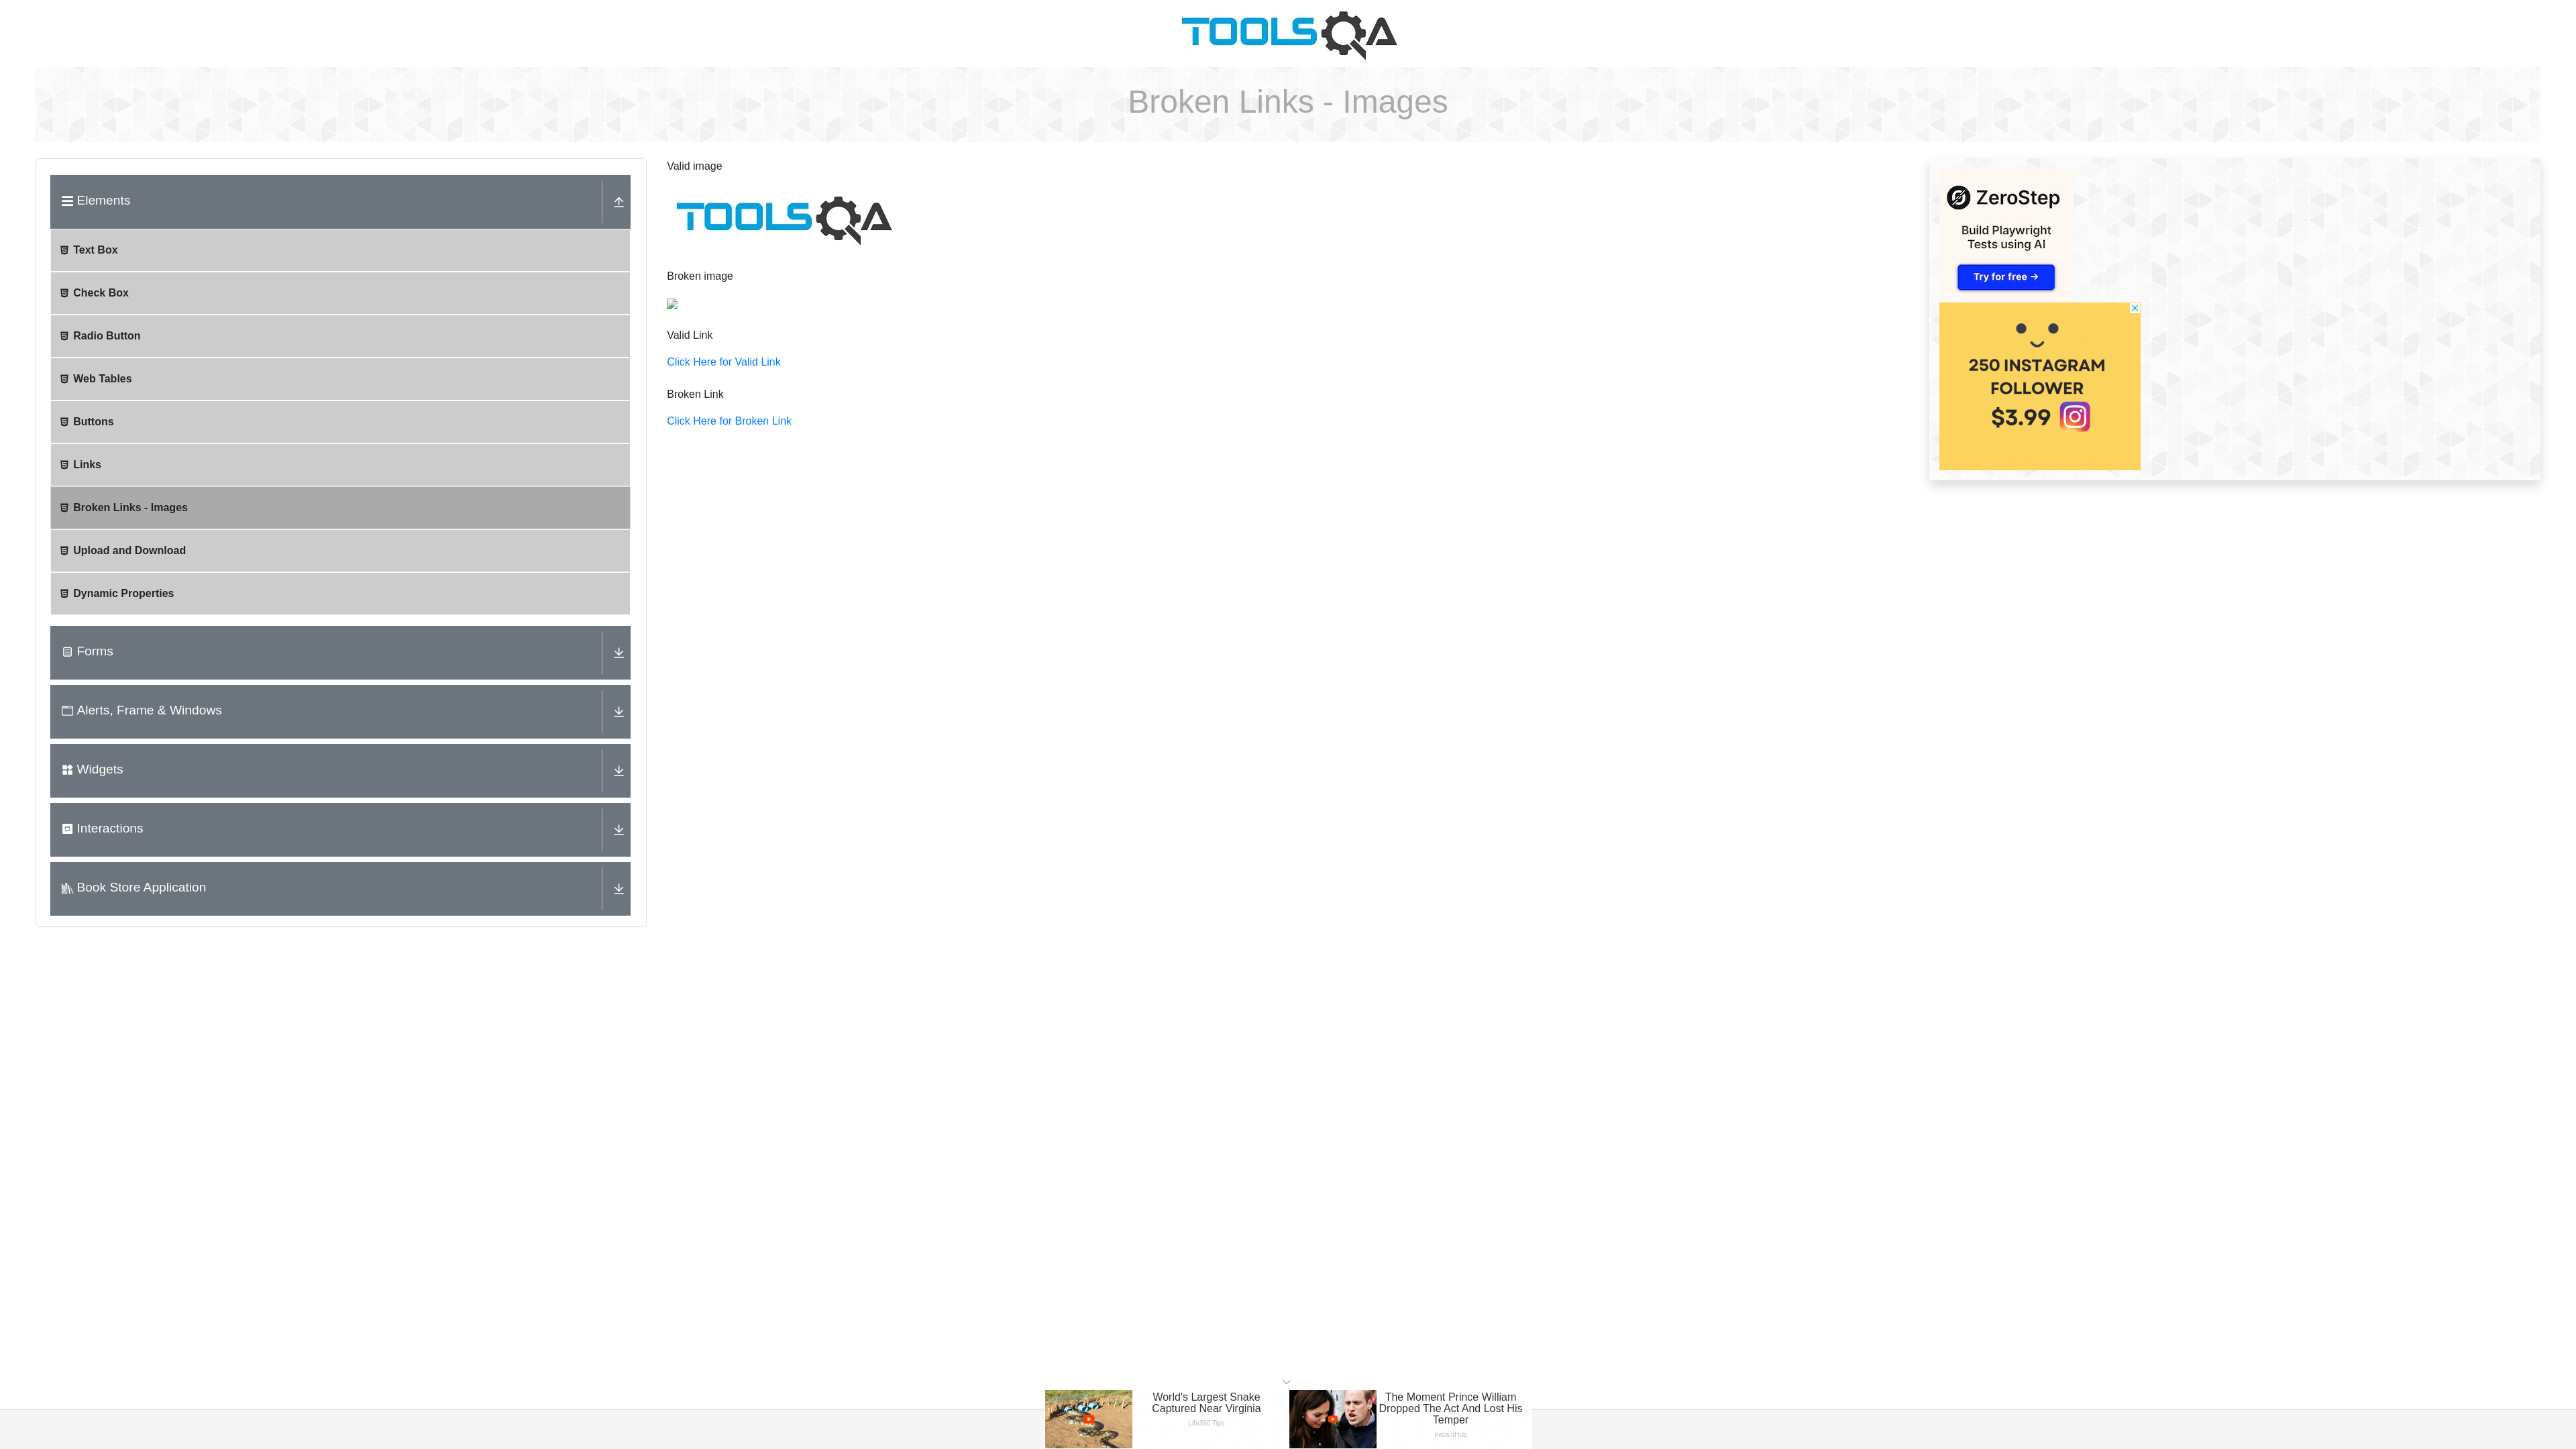 TOOLSQA
Broken Links - Images
Elements
Text Box
Check Box
Radio Button
Web Tables
Buttons
Links
Broken Links - Images
Upload and Download
Dynamic Properties
Forms
Alerts, Frame & Windows
Widgets
Interactions
Book Store Application
Valid image
TOOLSQA
Broken image
Valid Link
Click Here for Valid Link
Broken Link
Click Here for Broken Link
ZeroStep
Build Playwright
Tests using AI
Try for free →
250 INSTAGRAM
FOLLOWER
$3.99
World's Largest Snake
Captured Near Virginia
Life360 Tips
The Moment Prince William
Dropped The Act And Lost His
Temper
InstantHub